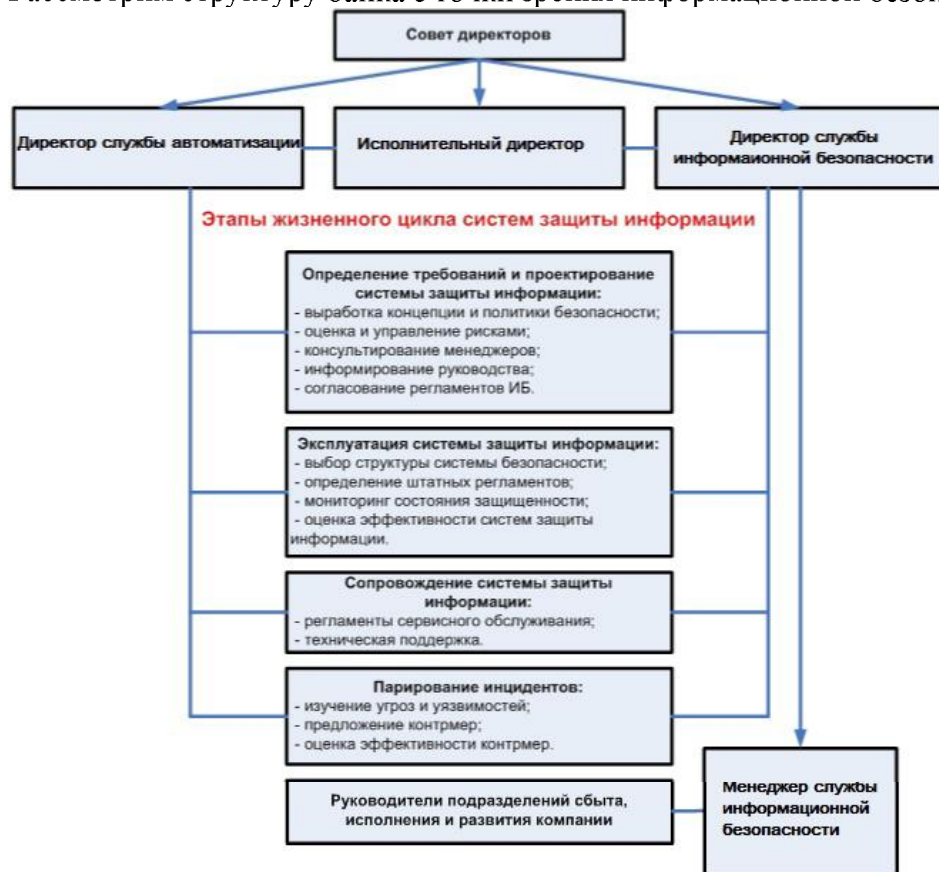 Совет директоров
Директор службы автоматизации
Исполнительный директор
Директор службы
информаионной безопасности
Этапы жизненного цикла систем защиты информации
Определение требований и проектирование
системы защиты информации:
- выработка концепции и политики безопасности;
- оценка и управление рисками;
- консультирование менеджеров;
- информирование руководства;
- согласование регламентов ИБ.
Эксплуатация системы защиты информации:
- выбор структуры системы безопасности;
- определение штатных регламентов;
- мониторинг состояния защищенности;
- оценка эффективности систем защиты
информации.
Сопровождение системы защиты
информации:
- регламенты сервисного обслуживания;
- техническая поддержка.
Парирование инцидентов:
- изучение угроз и уязвимостей;
- предложение контрмер;
- оценка эффективности контрмер.
Руководители подразделений сбыта,
исполнения и развития компании
Менеджер службы
информационной
безопасности